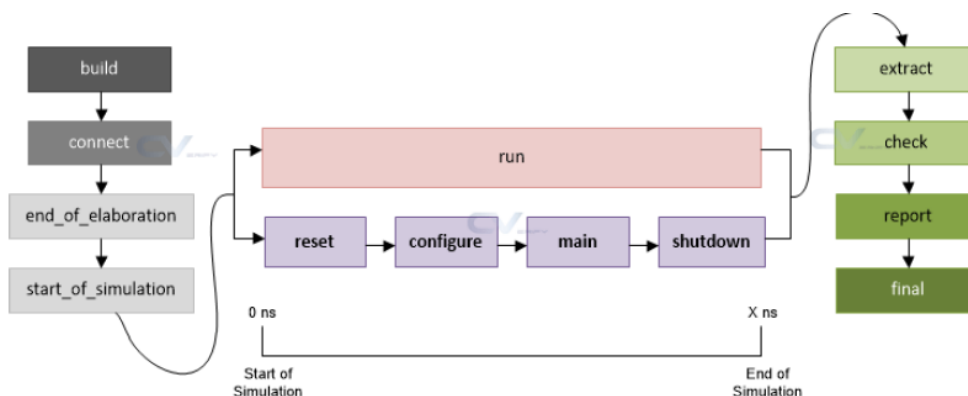 build
connect
end_of_elaboration
start_of_simulation
run
reset
configure
main
shutdown
0 ns
X ns
Start of
Simulation
End of
Simulation
extract
check
report
final